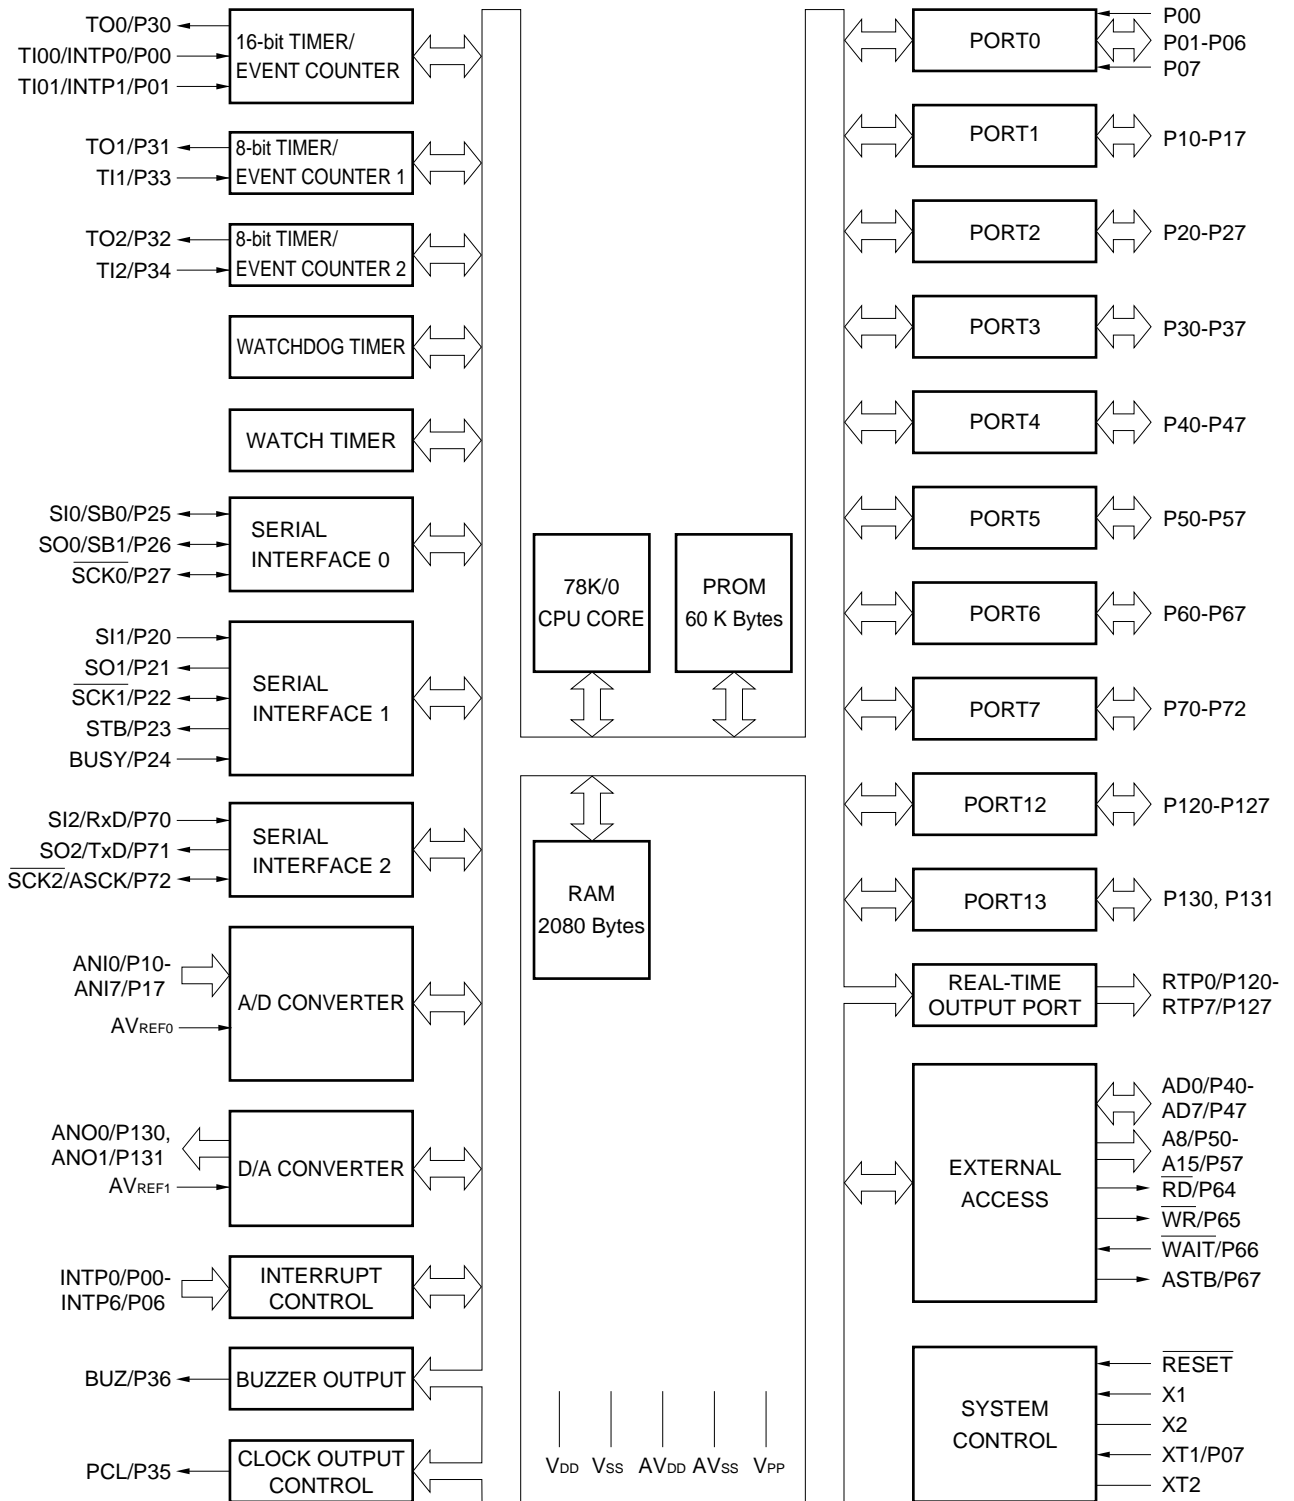 TO0/P30
TI00/INTP0/P00
TI01/INTP1/P01
16-bit TIMER/
EVENT COUNTER
TO1/P31
TI1/P33
8-bit TIMER/
EVENT COUNTER 1
TO2/P32
TI2/P34
8-bit TIMER/
EVENT COUNTER 2
WATCHDOG TIMER
WATCH TIMER
SI0/SB0/P25
SO0/SB1/P26
SCK0/P27
SERIAL
INTERFACE 0
SI1/P20
SO1/P21
SCK1/P22
STB/P23
BUSY/P24
SERIAL
INTERFACE 1
SI2/RxD/P70
SO2/TxD/P71
SCK2/ASCK/P72
SERIAL
INTERFACE 2
ANI0/P10-
ANI7/P17
AVREF0
A/D CONVERTER
ANO0/P130,
ANO1/P131
AVREF1
D/A CONVERTER
INTP0/P00-
INTP6/P06
INTERRUPT
CONTROL
BUZ/P36
BUZZER OUTPUT
PCL/P35
CLOCK OUTPUT
CONTROL
78K/0
CPU CORE
PROM
60 K Bytes
RAM
2080 Bytes
VDD VSS AVDD AVSS VPP
PORT0
P00
P01-P06
P07
PORT1
P10-P17
PORT2
P20-P27
PORT3
P30-P37
PORT4
P40-P47
PORT5
P50-P57
PORT6
P60-P67
PORT7
P70-P72
PORT12
P120-P127
PORT13
P130, P131
REAL-TIME
OUTPUT PORT
RTP0/P120-
RTP7/P127
EXTERNAL
ACCESS
AD0/P40-
AD7/P47
A8/P50-
A15/P57
RD/P64
WR/P65
WAIT/P66
ASTB/P67
SYSTEM
CONTROL
RESET
X1
X2
XT1/P07
XT2